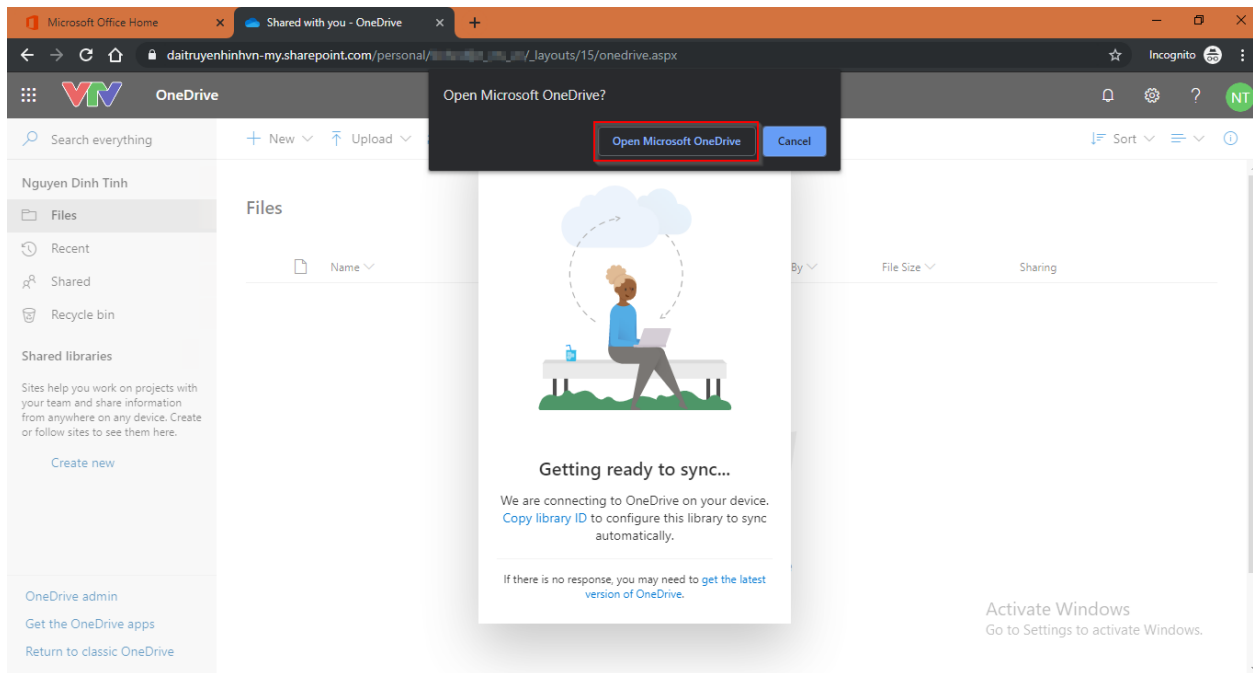 Microsoft Office Home
Shared with you - OneDrive
daitruyenhinhvn-my.sharepoint.com/personal/ /_layouts/15/onedrive.aspx
Incognito
VTV
OneDrive
Open Microsoft OneDrive?
NT
Open Microsoft OneDrive
Cancel
Search everything
New
Upload
Sort
Nguyen Dinh Tinh
Files
Recent
Shared
Recycle bin
Shared libraries
Sites help you work on projects with
your team and share information
from anywhere on any device. Create
or follow sites to see them here.
Create new
OneDrive admin
Get the OneDrive apps
Return to classic OneDrive
Files
Name
By
File Size
Sharing
Getting ready to sync...
We are connecting to OneDrive on your device.
Copy library ID to configure this library to sync
automatically.
If there is no response, you may need to get the latest
version of OneDrive.
Activate Windows
Go to Settings to activate Windows.